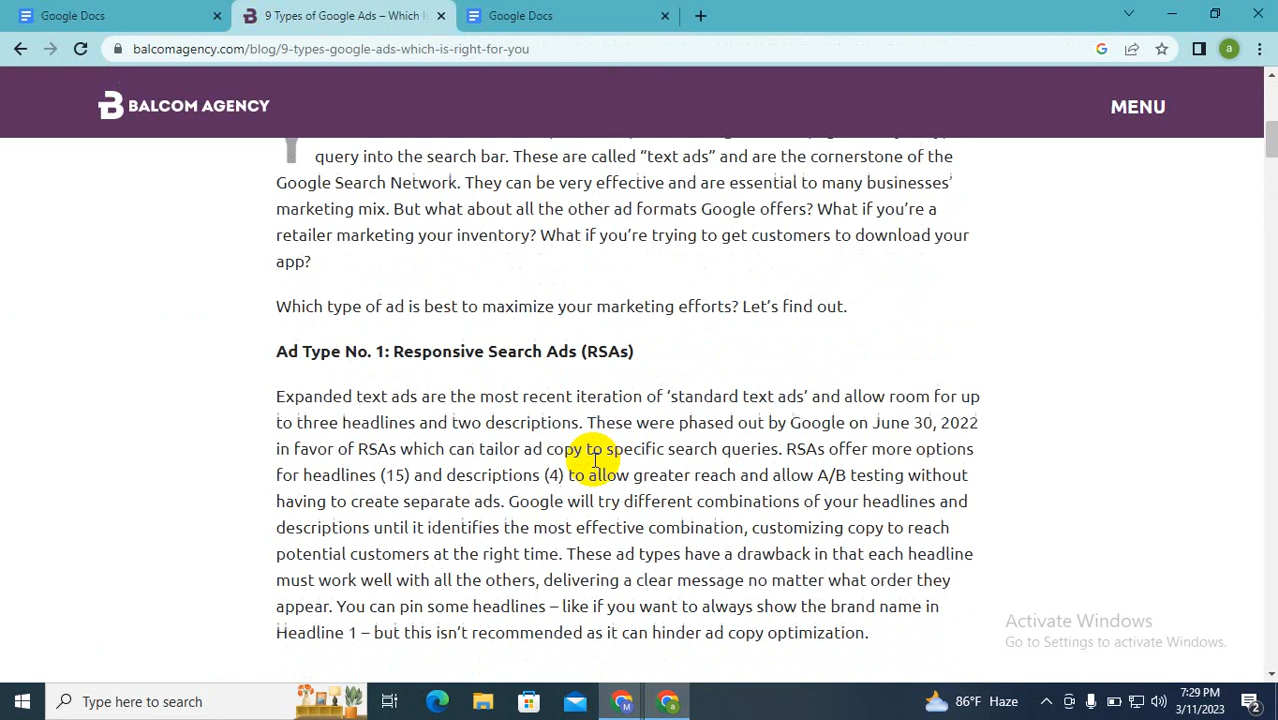 Google Docs
9 Types of Google Ads – Which i
Google Docs
balcomagency.com/blog/9-types-google-ads-which-is-right-for-you
a
BALCOM AGENCY
MENU
query into the search bar. These are called “text ads” and are the cornerstone of the
Google Search Network. They can be very effective and are essential to many businesses’
marketing mix. But what about all the other ad formats Google offers? What if you’re a
retailer marketing your inventory? What if you’re trying to get customers to download your
app?
Which type of ad is best to maximize your marketing efforts? Let’s find out.
Ad Type No. 1: Responsive Search Ads (RSAs)
Expanded text ads are the most recent iteration of ‘standard text ads’ and allow room for up
to three headlines and two descriptions. These were phased out by Google on June 30, 2022
in favor of RSAs which can tailor ad copy to specific search queries. RSAs offer more options
for headlines (15) and descriptions (4) to allow greater reach and allow A/B testing without
having to create separate ads. Google will try different combinations of your headlines and
descriptions until it identifies the most effective combination, customizing copy to reach
potential customers at the right time. These ad types have a drawback in that each headline
must work well with all the others, delivering a clear message no matter what order they
appear. You can pin some headlines – like if you want to always show the brand name in
Headline 1 – but this isn’t recommended as it can hinder ad copy optimization.
Activate Windows
Go to Settings to activate Windows.
Type here to search
M
a
86°F Haze
7:29 PM
3/11/2023
2